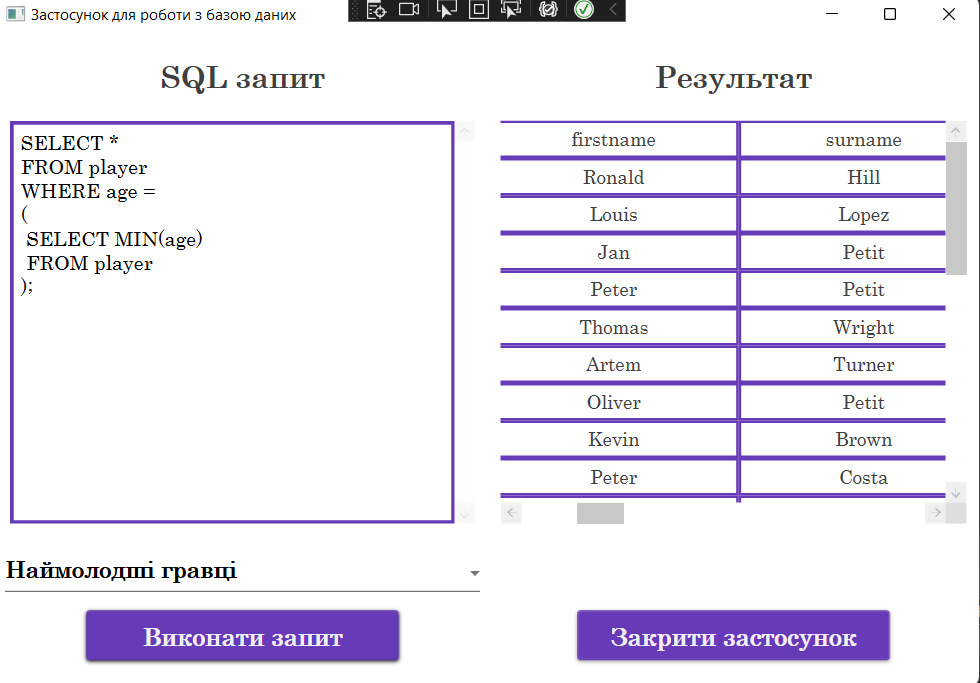 Застосунок для роботи з базою даних
SQL запит
SELECT *
FROM player
WHERE age =
(
SELECT MIN(age)
FROM player
);
Наймолодші гравці
Виконати запит
Результат
firstname surname
Ronald Hill
Louis Lopez
Jan Petit
Peter Petit
Thomas Wright
Artem Turner
Oliver Petit
Kevin Brown
Peter Costa
Закрити застосунок